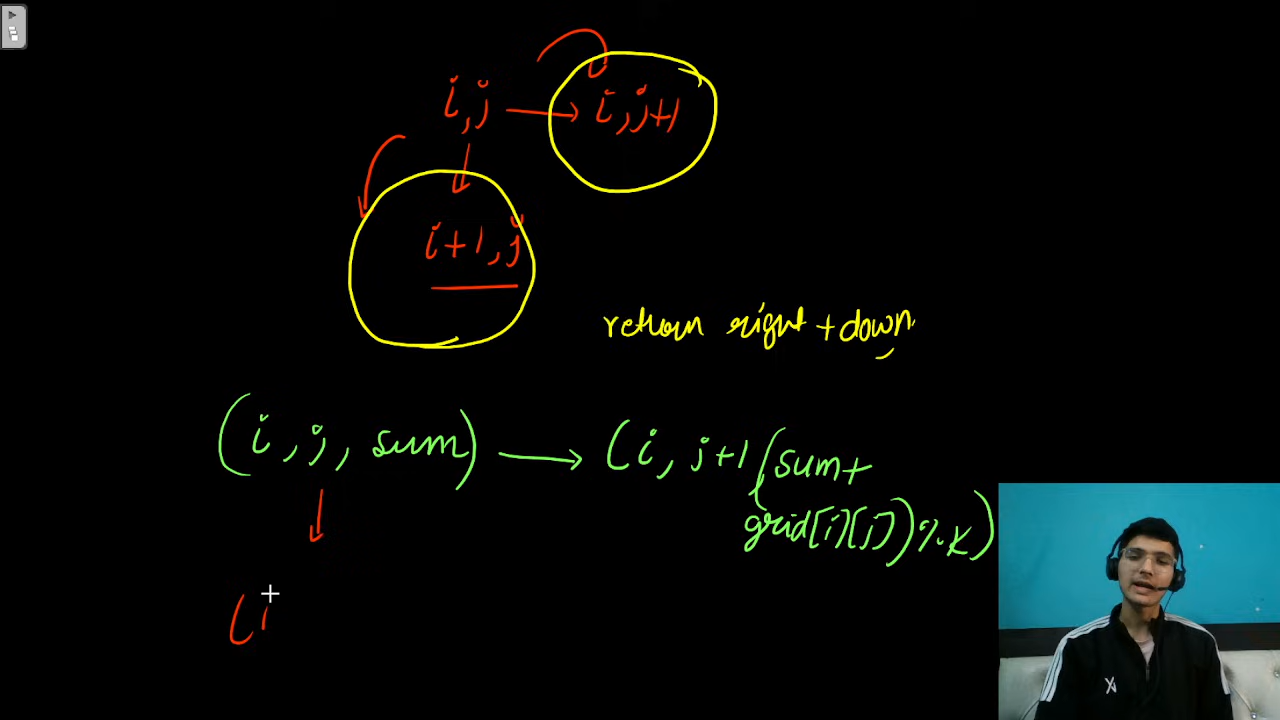 i,j → i,j+1
i+1,j
return right + down
(i, j, sum) → (i, j+1 (sum+
grid[i][j])%K)
(i